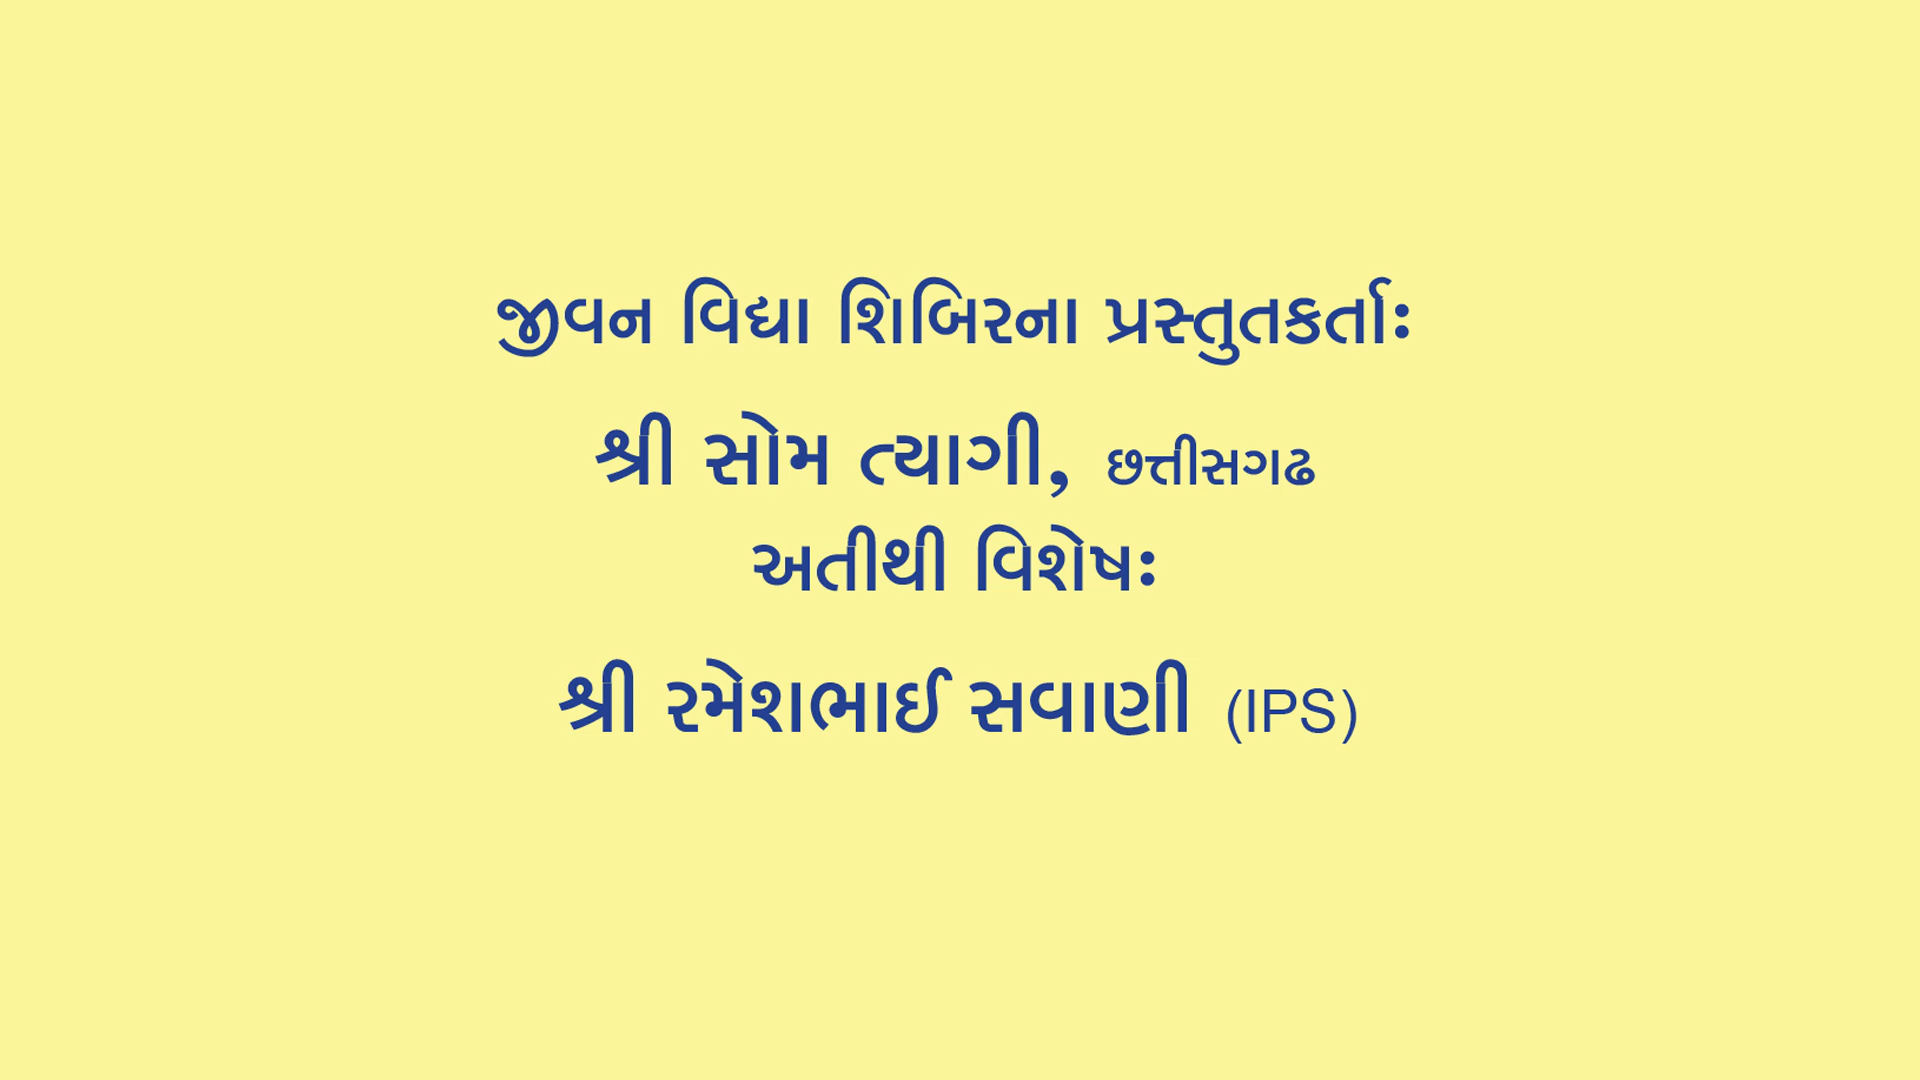 જીવન વિદ્યા શિબિરના પ્રસ્તુતકર્તાઃ
શ્રી સોમ ત્યાગી, છત્તીસગઢ
અતીથી વિશેષઃ
શ્રી રમેશભાઈ સવાણી (IPS)